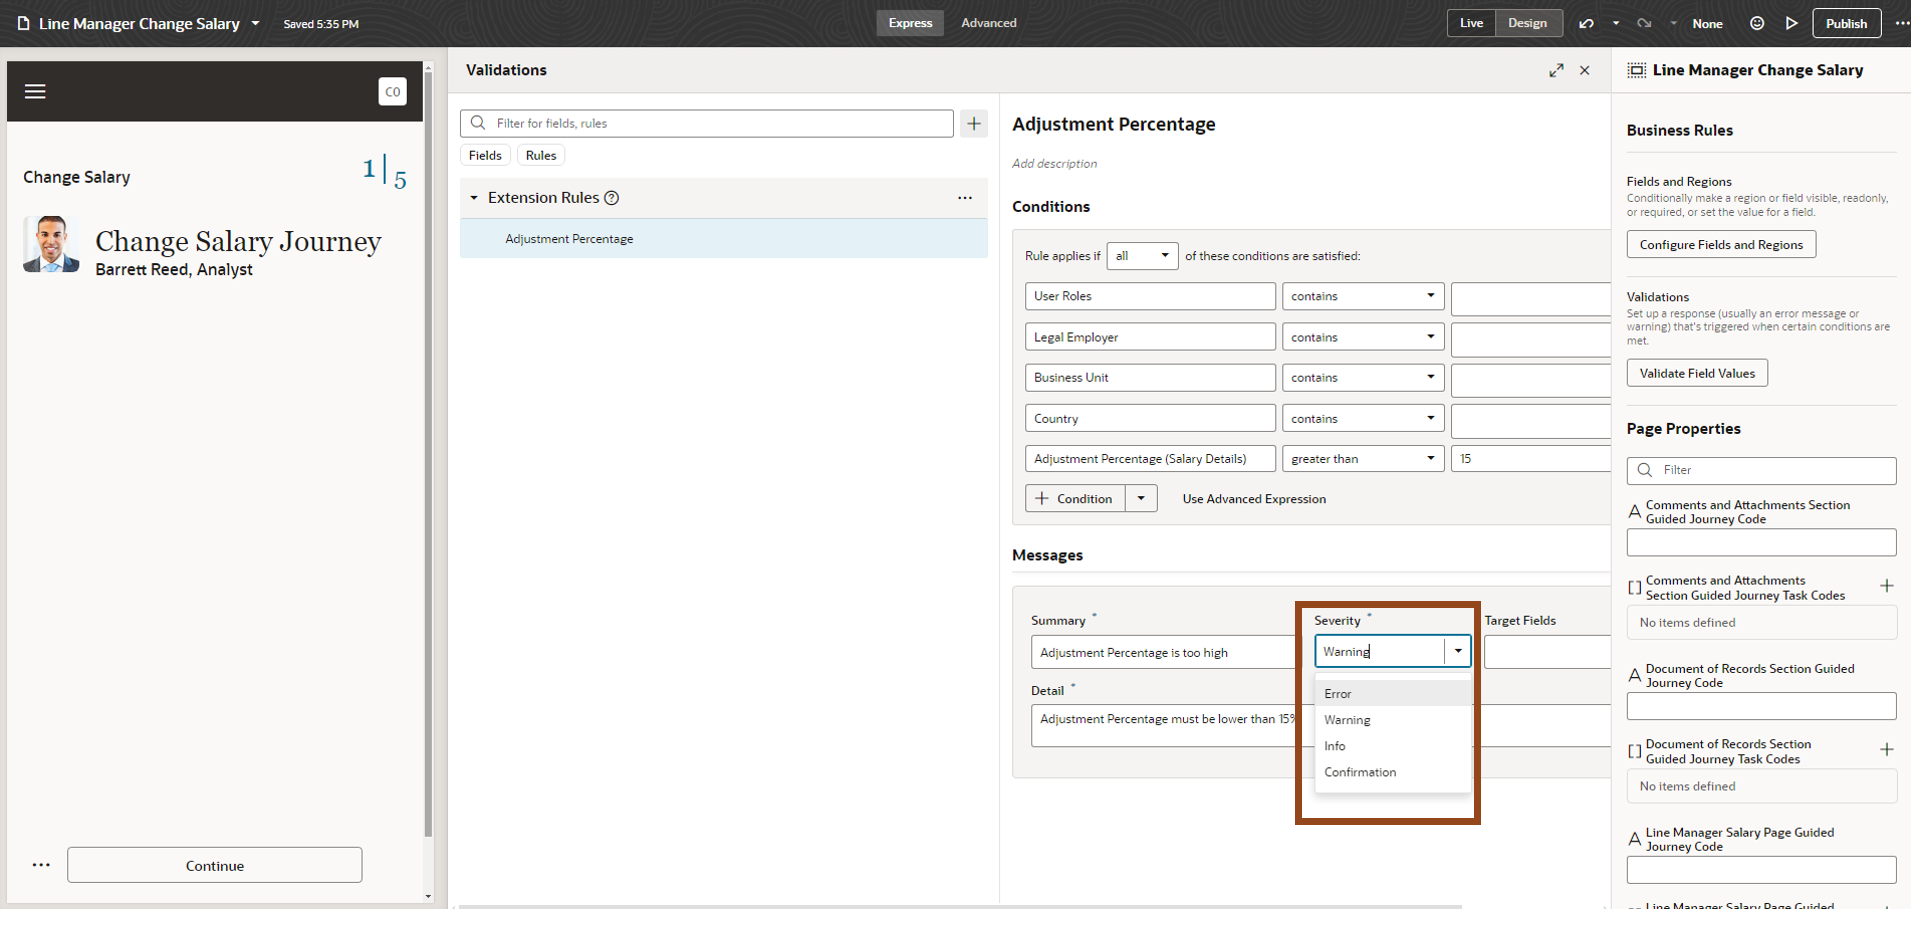 Line Manager Change Salary
Saved 5:35 PM
Express
Advanced
Live
Design
None
Publish
CO
Change Salary
1
5
Change Salary Journey
Barrett Reed, Analyst
Continue
Validations
Filter for fields, rules
Fields
Rules
Extension Rules
Adjustment Percentage
Adjustment Percentage
Add description
Conditions
Rule applies if all of these conditions are satisfied:
User Roles contains
Legal Employer contains
Business Unit contains
Country contains
Adjustment Percentage (Salary Details) greater than 15
+ Condition
Use Advanced Expression
Messages
Summary *
Severity *
Target Fields
Adjustment Percentage is too high
Warning
Detail *
Adjustment Percentage must be lower than 15%
Error
Warning
Info
Confirmation
Line Manager Change Salary
Business Rules
Fields and Regions
Conditionally make a region or field visible, readonly,
or required, or set the value for a field.
Configure Fields and Regions
Validations
Set up a response (usually an error message or
warning) that's triggered when certain conditions are
met.
Validate Field Values
Page Properties
Filter
A Comments and Attachments Section
Guided Journey Code
[] Comments and Attachments
Section Guided Journey Task Codes
No items defined
A Document of Records Section Guided
Journey Code
[] Document of Records Section
Guided Journey Task Codes
No items defined
A Line Manager Salary Page Guided
Journey Code
Line Manager Salary Page Guided